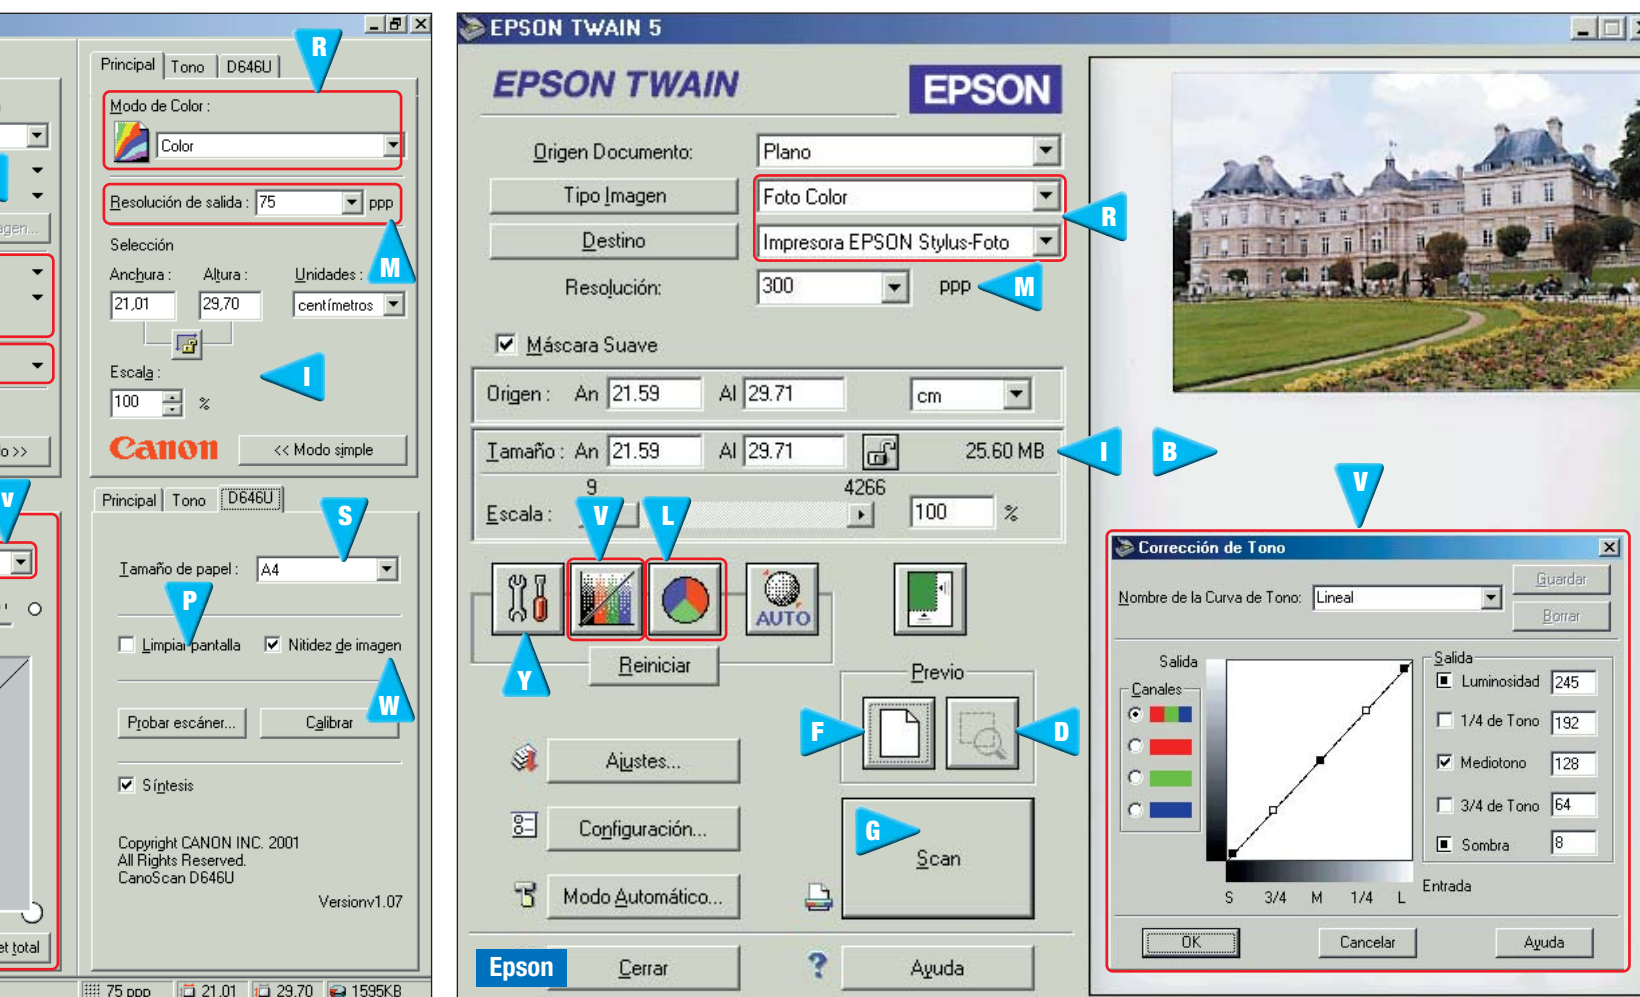 R
Principal Tono D646U
Modo de Color :
Color
Resolución de salida : 75 ppp
agen...
Selección
M
Anchura : Altura : Unidades :
21,01 29,70 centímetros
Escala :
I
100 %
Canon << Modo simple
o >>
V
Principal Tono D646U
S
Tamaño de papel : A4
P
Limpiar pantalla Nitidez de imagen
W
Probar escáner... Calibrar
Síntesis
Copyright CANON INC. 2001
All Rights Reserved.
CanoScan D646U
Versionv1.07
et total
75 ppp 21.01 29.70 1595KB
EPSON TWAIN 5
EPSON TWAIN EPSON
Origen Documento: Plano
Tipo Imagen Foto Color
R
Destino Impresora EPSON Stylus-Foto
Resolución: 300 ppp M
Máscara Suave
Origen : An 21.59 Al 29.71 cm
Tamaño : An 21.59 Al 29.71 25.60 MB I B
9 4266
Escala : V L 100 %
AUTO
Reiniciar
Y
Previo
F D
Ajustes...
Configuración...
G
Scan
Modo Automático...
Epson Cerrar ? Ayuda
V
Corrección de Tono
Nombre de la Curva de Tono: Lineal
Guardar
Borrar
Salida
Canales
Salida
Luminosidad 245
1/4 de Tono 192
Mediotono 128
3/4 de Tono 64
Sombra 8
Entrada
S 3/4 M 1/4 L
OK Cancelar Ayuda